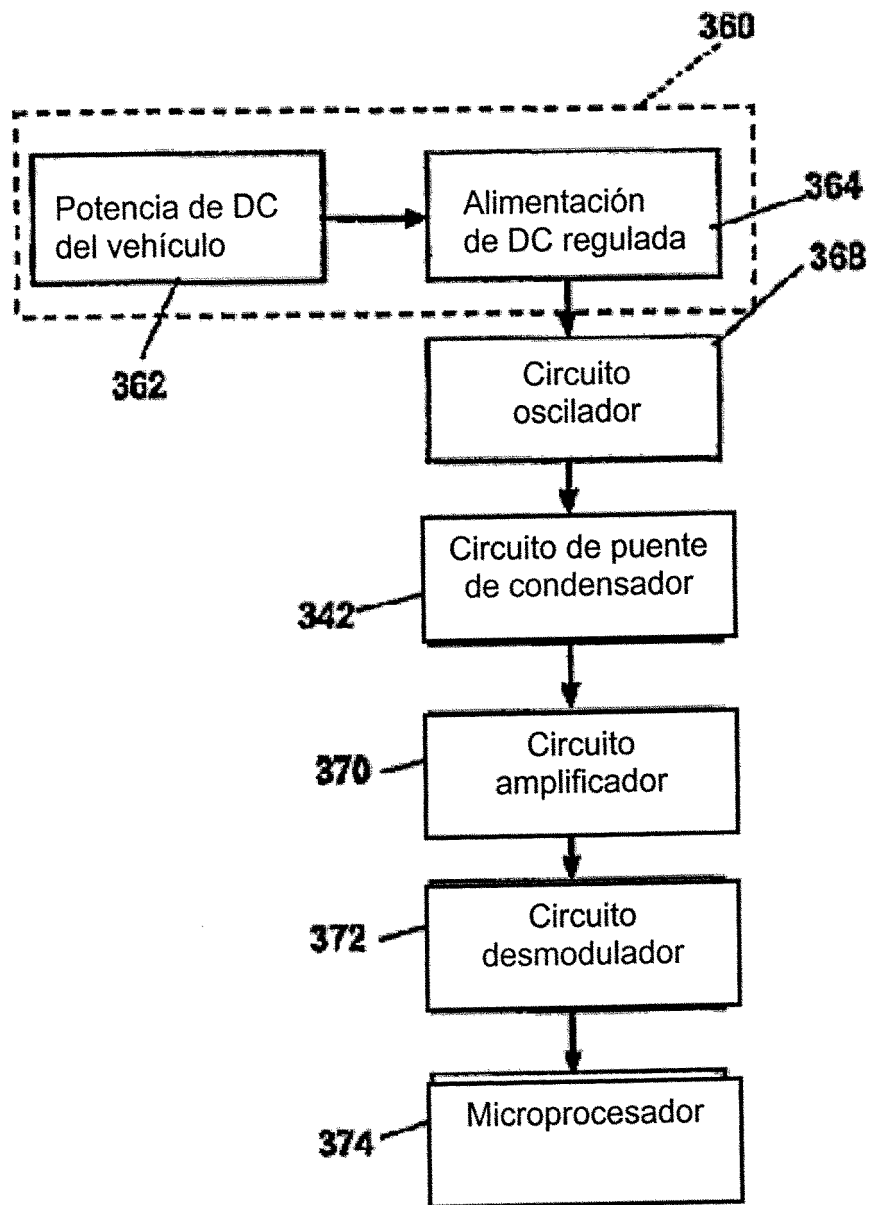 360
Potencia de DC
del vehículo
Alimentación
de DC regulada
364
368
362
Circuito
oscilador
Circuito de puente
de condensador
342
Circuito
amplificador
370
Circuito
desmodulador
372
Microprocesador
374